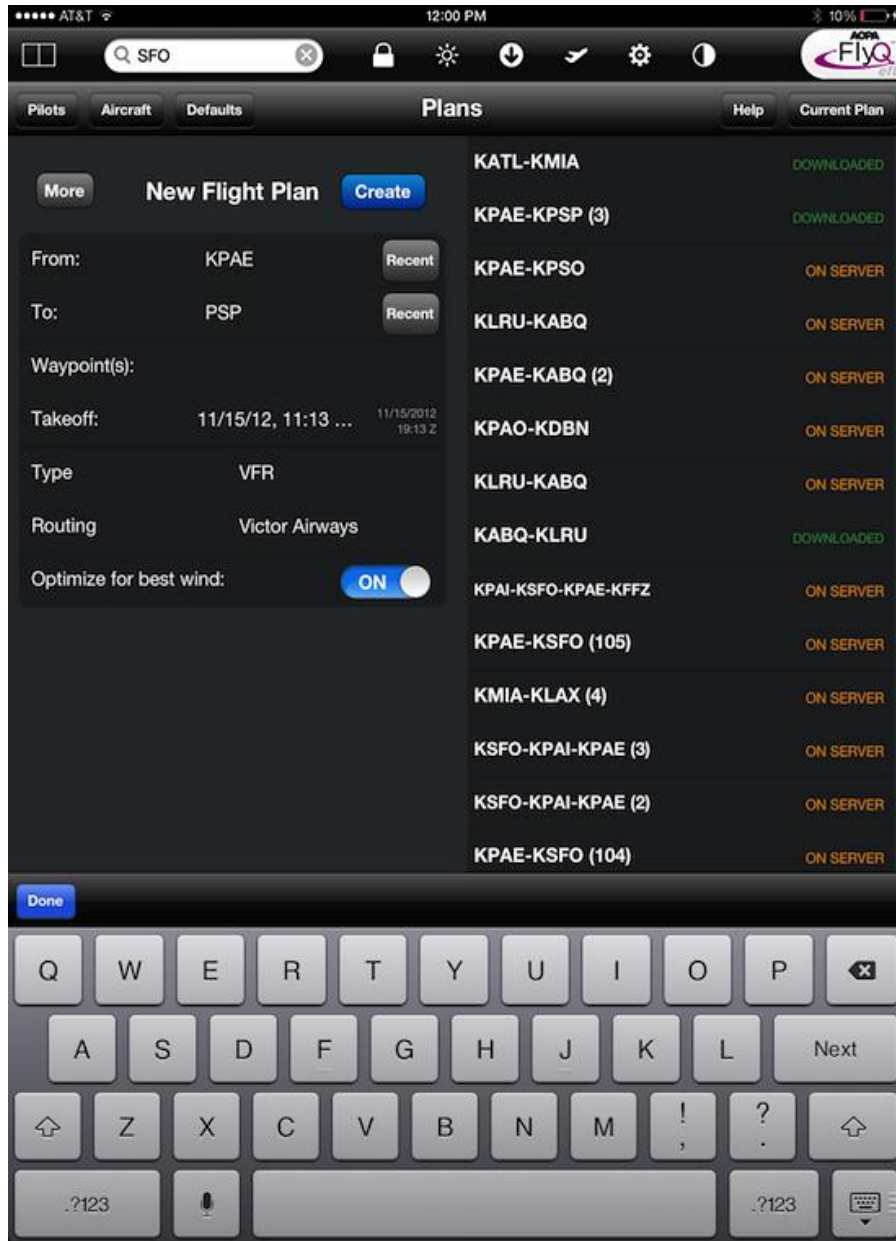 AT&T 12:00 PM 10%
SFO
AOPA
FlyQ
efb
Pilots Aircraft Defaults Plans Help Current Plan
More New Flight Plan Create
From: KPAE Recent
To: PSP Recent
Waypoint(s):
Takeoff: 11/15/12, 11:13 ... 11/15/2012
19:13 Z
Type VFR
Routing Victor Airways
Optimize for best wind: ON
KATL-KMIA DOWNLOADED
KPAE-KPSP (3) DOWNLOADED
KPAE-KPSO ON SERVER
KLRU-KABQ ON SERVER
KPAE-KABQ (2) ON SERVER
KPAO-KDBN ON SERVER
KLRU-KABQ ON SERVER
KABQ-KLRU DOWNLOADED
KPAI-KSFO-KPAE-KFFZ ON SERVER
KPAE-KSFO (105) ON SERVER
KMIA-KLAX (4) ON SERVER
KSFO-KPAI-KPAE (3) ON SERVER
KSFO-KPAI-KPAE (2) ON SERVER
KPAE-KSFO (104) ON SERVER
Done
Q W E R T Y U I O P
A S D F G H J K L Next
Z X C V B N M ! , ? .
.?123 .?123